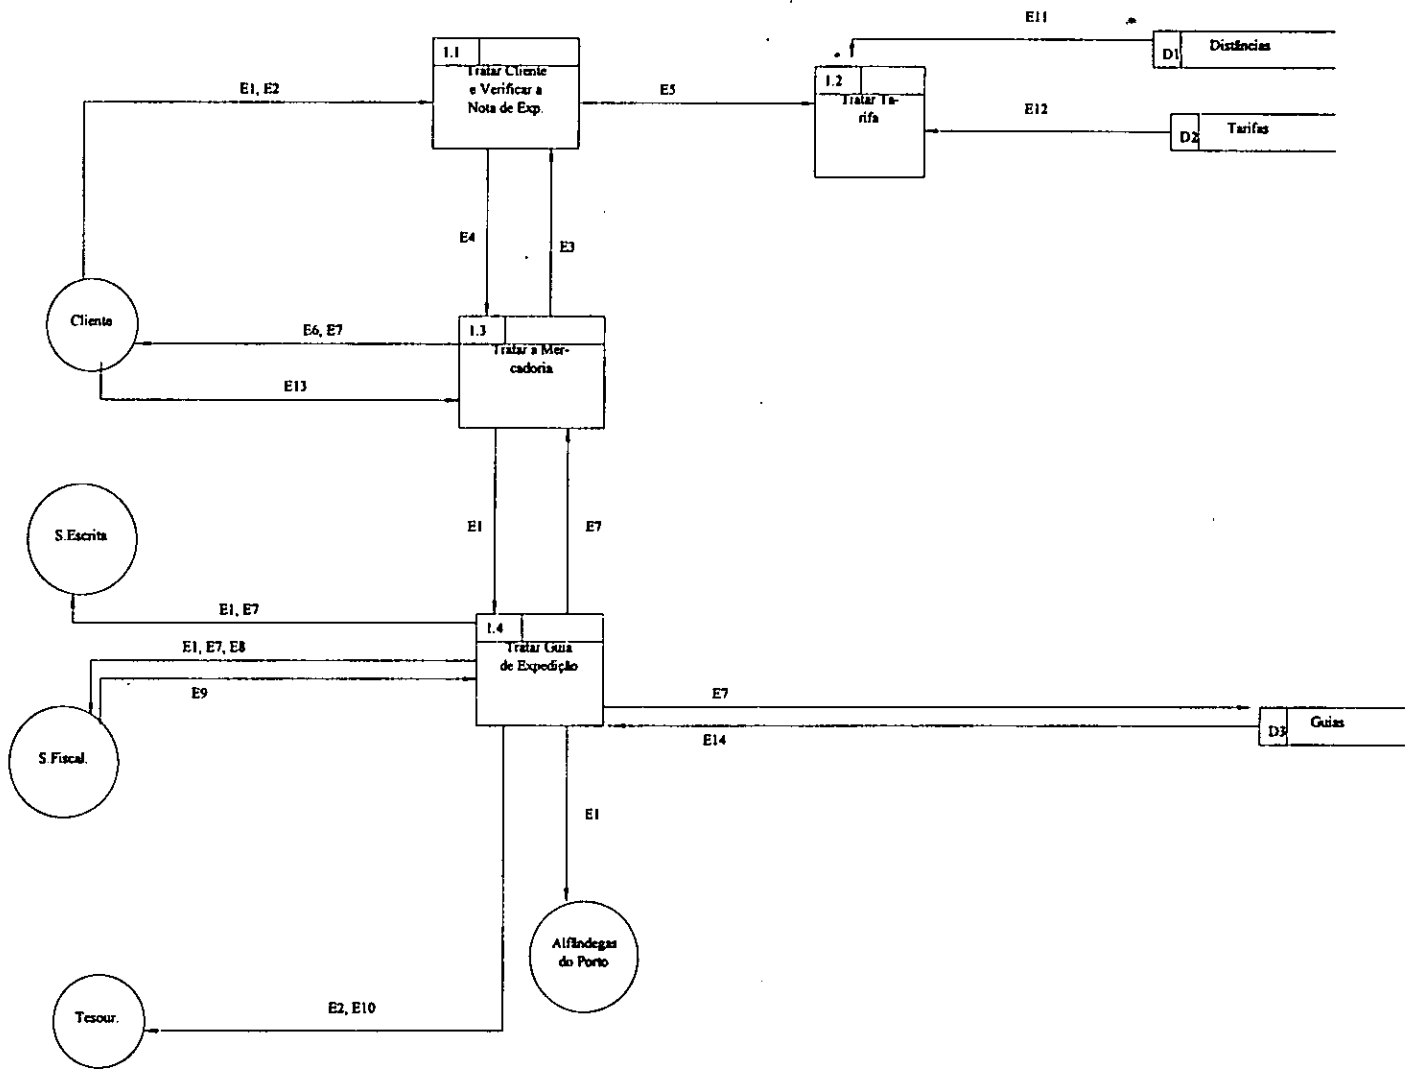 E11
D1
Distâncias
1.1
Tratar Cliente
e Verificar a
Nota de Exp.
1.2
Tratar Ta-
rifa
E1, E2
E5
E12
D2
Tarifas
E4
E3
Cliente
E6, E7
1.3
Tratar a Mer-
cadoria
E13
S.Escrita
E1
E7
E1, E7
1.4
Tratar Guia
de Expedição
E1, E7, E8
E9
E7
E14
D3
Guias
S.Fiscal.
E1
Alfândegas
do Porto
E2, E10
Tesour.